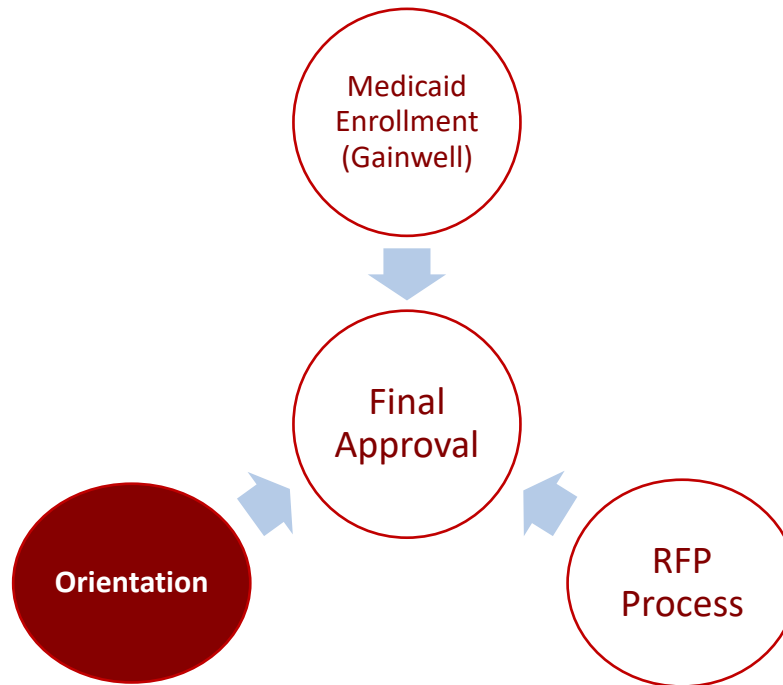 Medicaid
Enrollment
(Gainwell)
Final
Approval
Orientation
RFP
Process